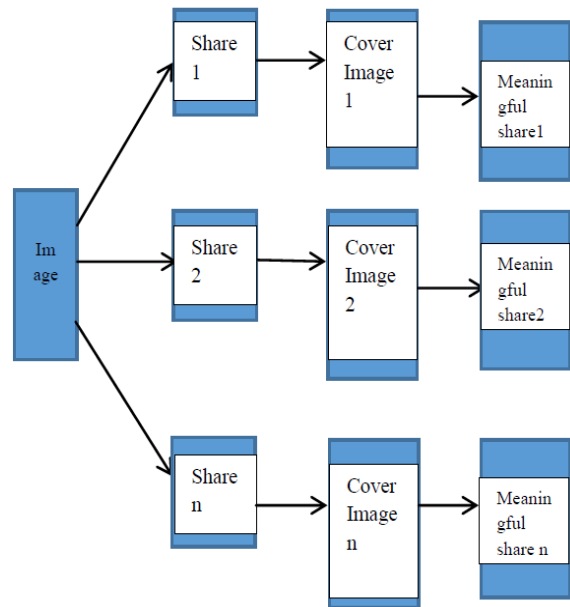 Share
1
Cover
Image
1
Meanin
gful
share1
Im
age
Share
2
Cover
Image
2
Meanin
gful
share2
Share
n
Cover
Image
n
Meanin
gful
share n